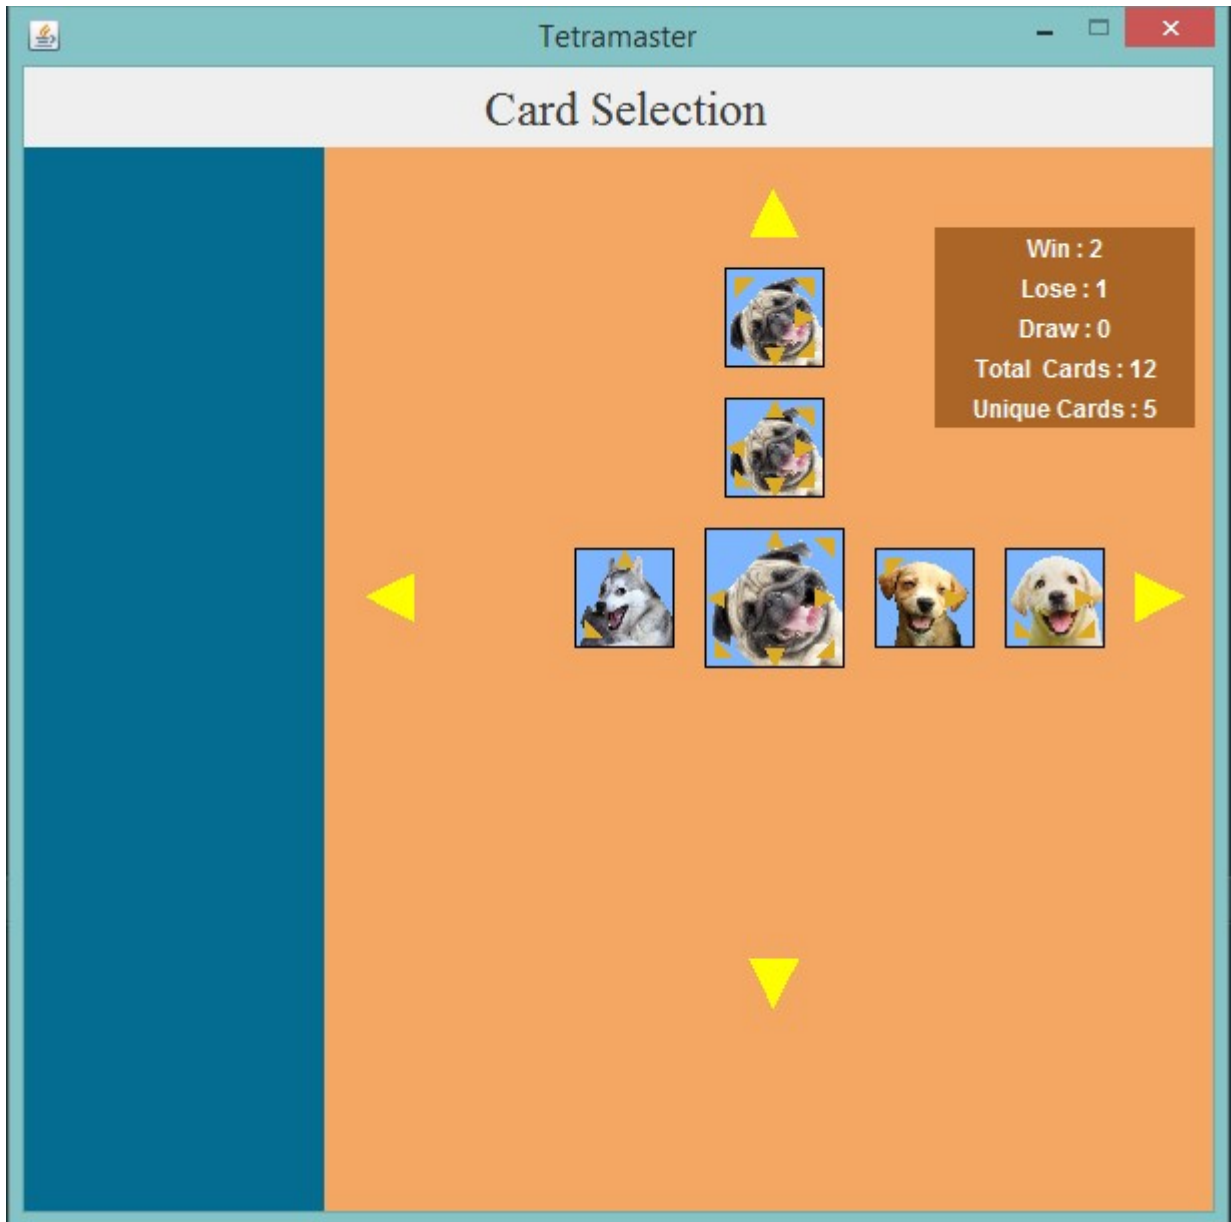 Tetramaster
Card Selection
Win : 2
Lose : 1
Draw : 0
Total Cards : 12
Unique Cards : 5